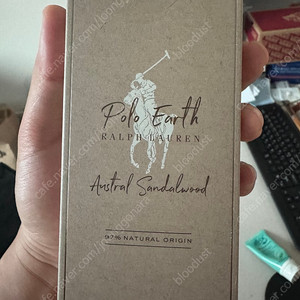 Polo Earth
RALPH LAUREN
Austral Sandalwood
97% NATURAL ORIGIN